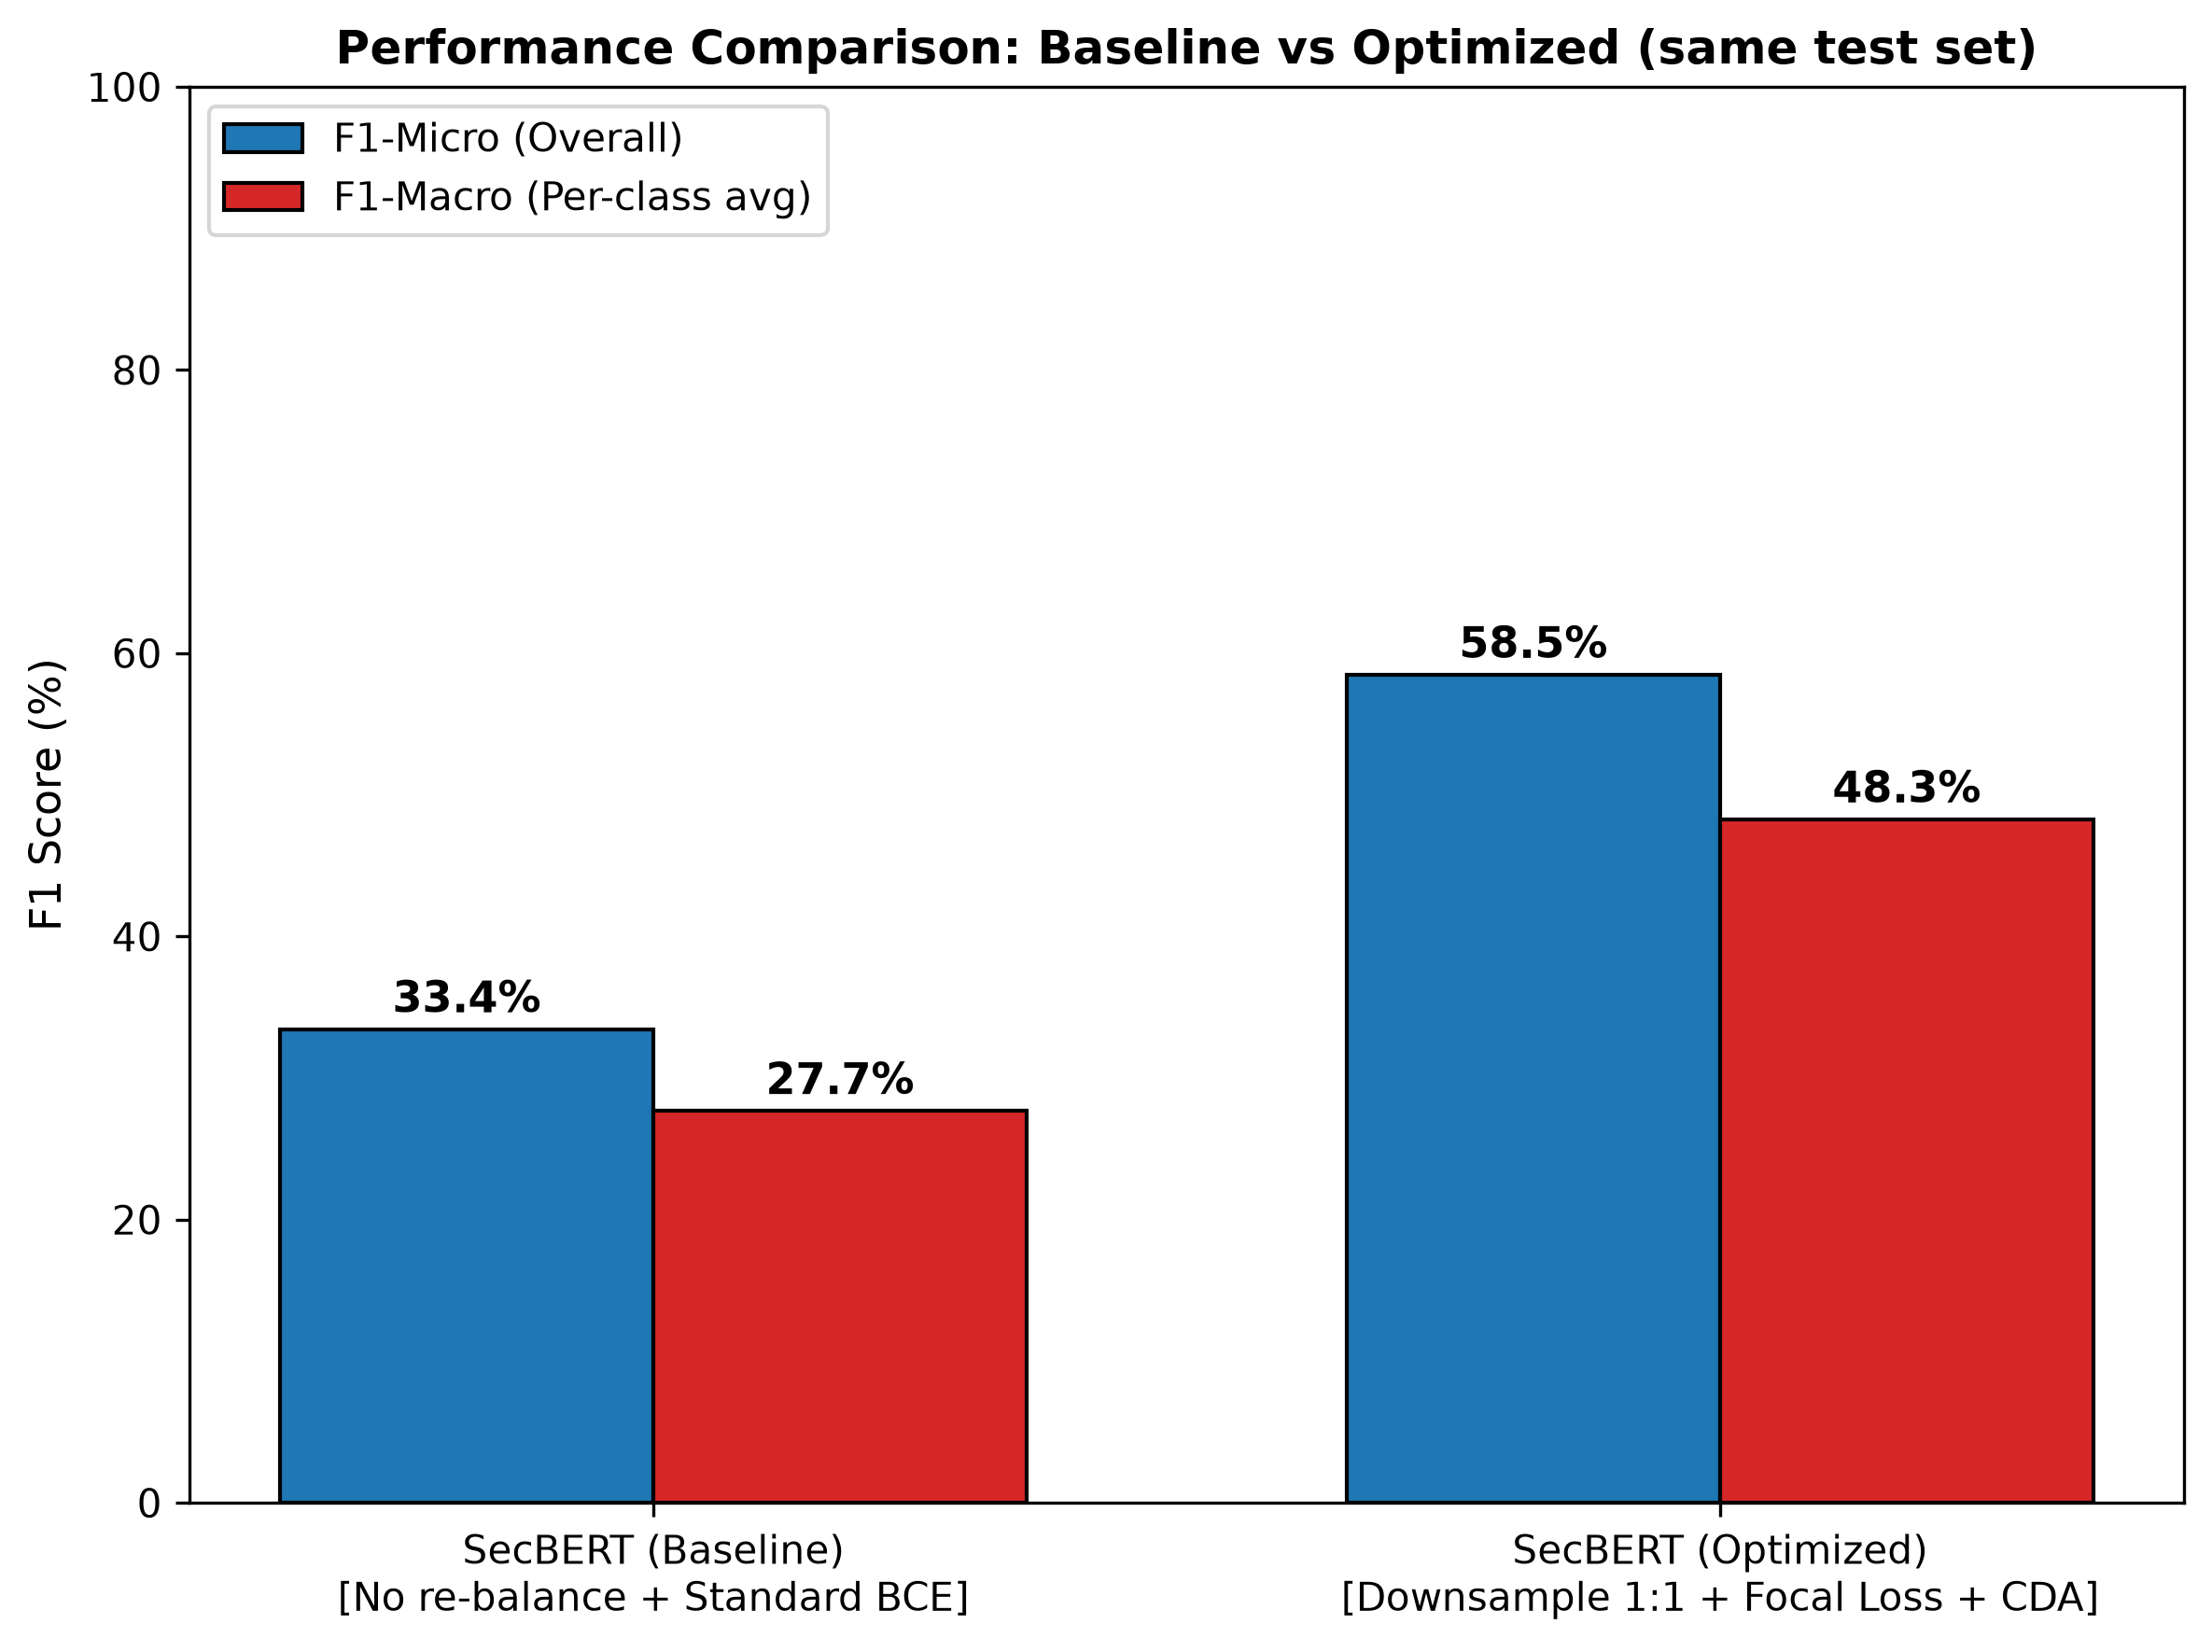 Performance Comparison: Baseline vs Optimized (same test set)
100
F1-Micro (Overall)
F1-Macro (Per-class avg)
80
60
58.5%
48.3%
F1 Score (%)
40
33.4%
27.7%
20
0
SecBERT (Baseline)
[No re-balance + Standard BCE]
SecBERT (Optimized)
[Downsample 1:1 + Focal Loss + CDA]